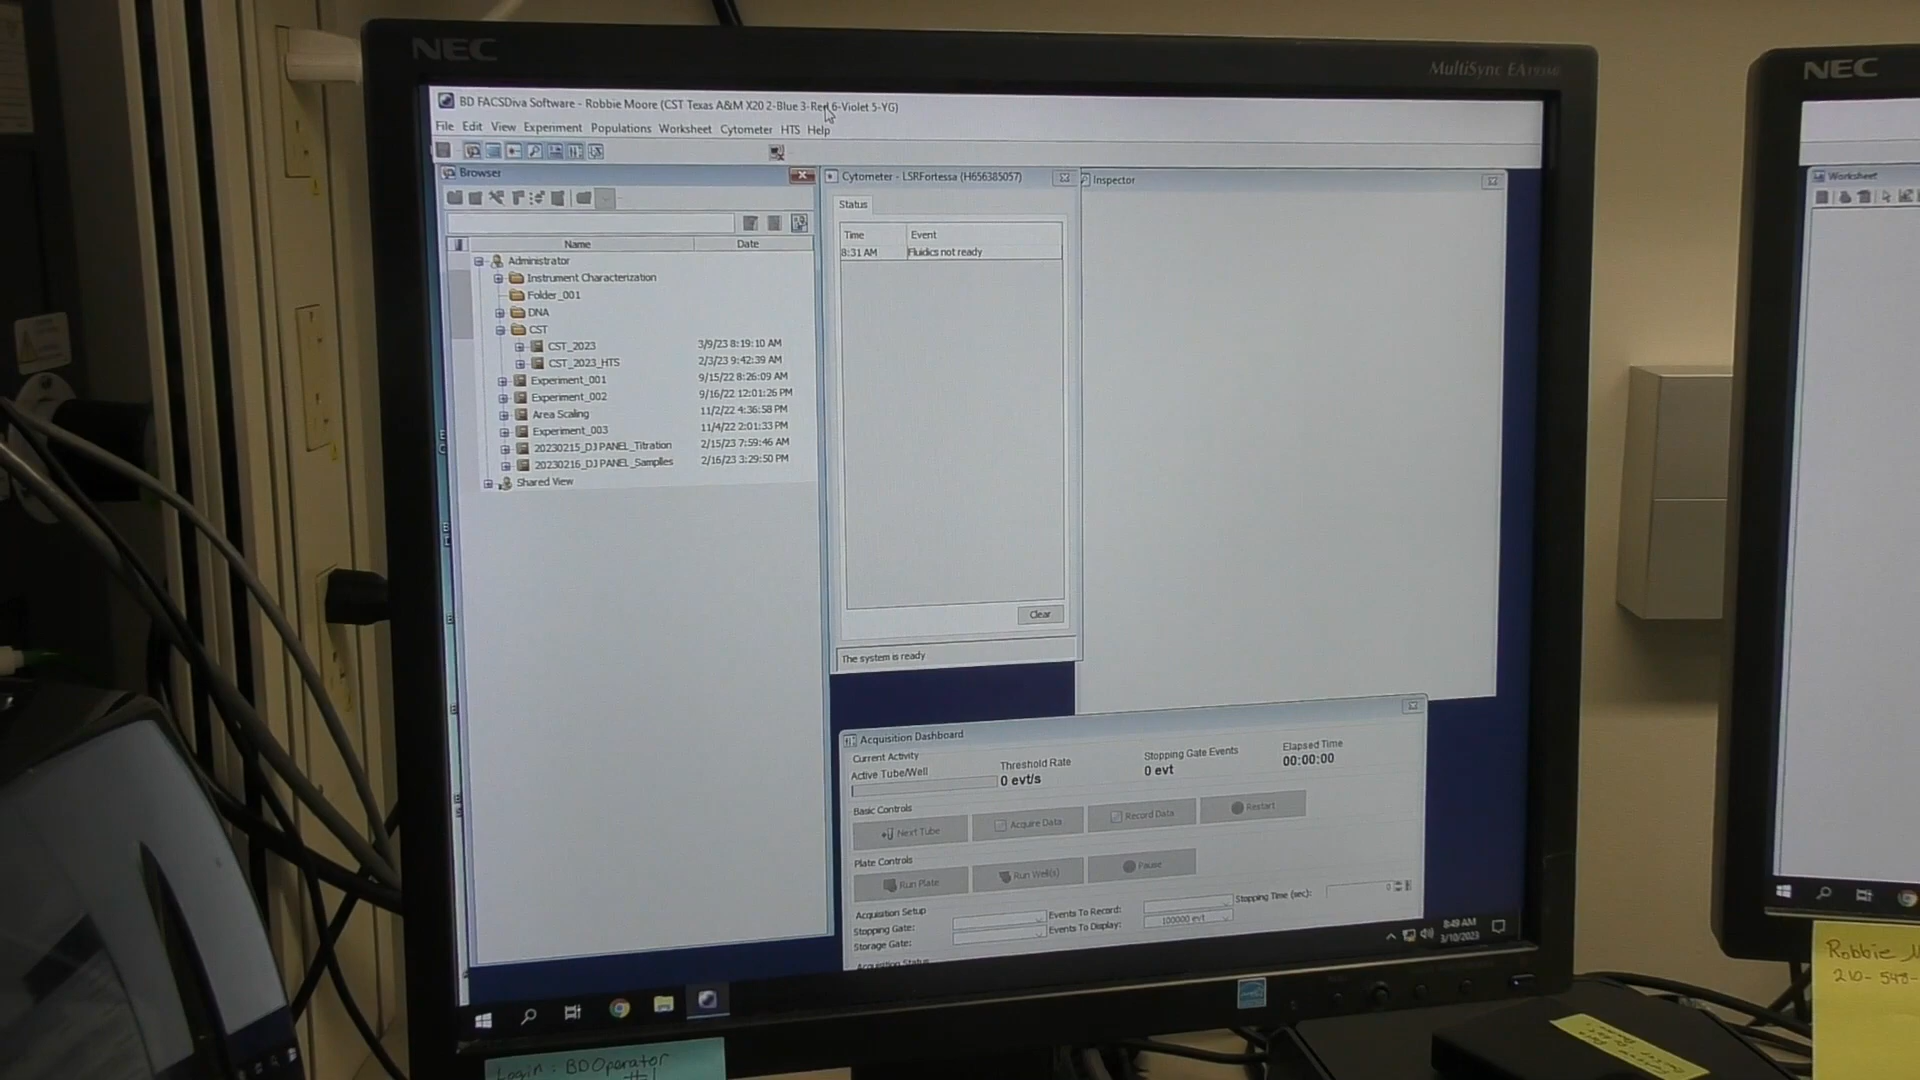 NEC
MultiSync EA193Mi
BD FACSDiva Software - Robbie Moore (CST Texas A&M X20 2-Blue 3-Red 6-Violet 5-YG)
File Edit View Experiment Populations Worksheet Cytometer HTS Help
Browser
Name Date
Administrator
Instrument Characterization
Folder_001
DNA
CST
CST_2023 3/9/23 8:19:10 AM
CST_2023_HTS 2/3/23 9:42:39 AM
Experiment_001 9/15/22 8:26:09 AM
Experiment_002 9/16/22 12:01:26 PM
Area Scaling 11/2/22 4:36:58 PM
Experiment_003 11/4/22 2:01:33 PM
20230215_DJ PANEL_Titration 2/15/23 7:59:46 AM
20230216_DJ PANEL_Samplles 2/16/23 3:29:50 PM
Shared View
Cytometer - LSRFortessa (H656385057)
Status
Time Event
8:31 AM Fluidics not ready
Clear
The system is ready
Inspector
Acquisition Dashboard
Current Activity
Active Tube/Well Threshold Rate Stopping Gate Events Elapsed Time
0 evt/s 0 evt 00:00:00
Basic Controls
Next Tube Acquire Data Record Data Restart
Plate Controls
Run Plate Run Well(s) Pause
Acquisition Setup
Stopping Gate: Events To Record: Stopping Time (sec): 0
Storage Gate: Events To Display: 100000 evt
Acquisition Status
8:49 AM
3/10/2023
Login : BDOperator
NEC
Worksheet
Robbie
210-548-